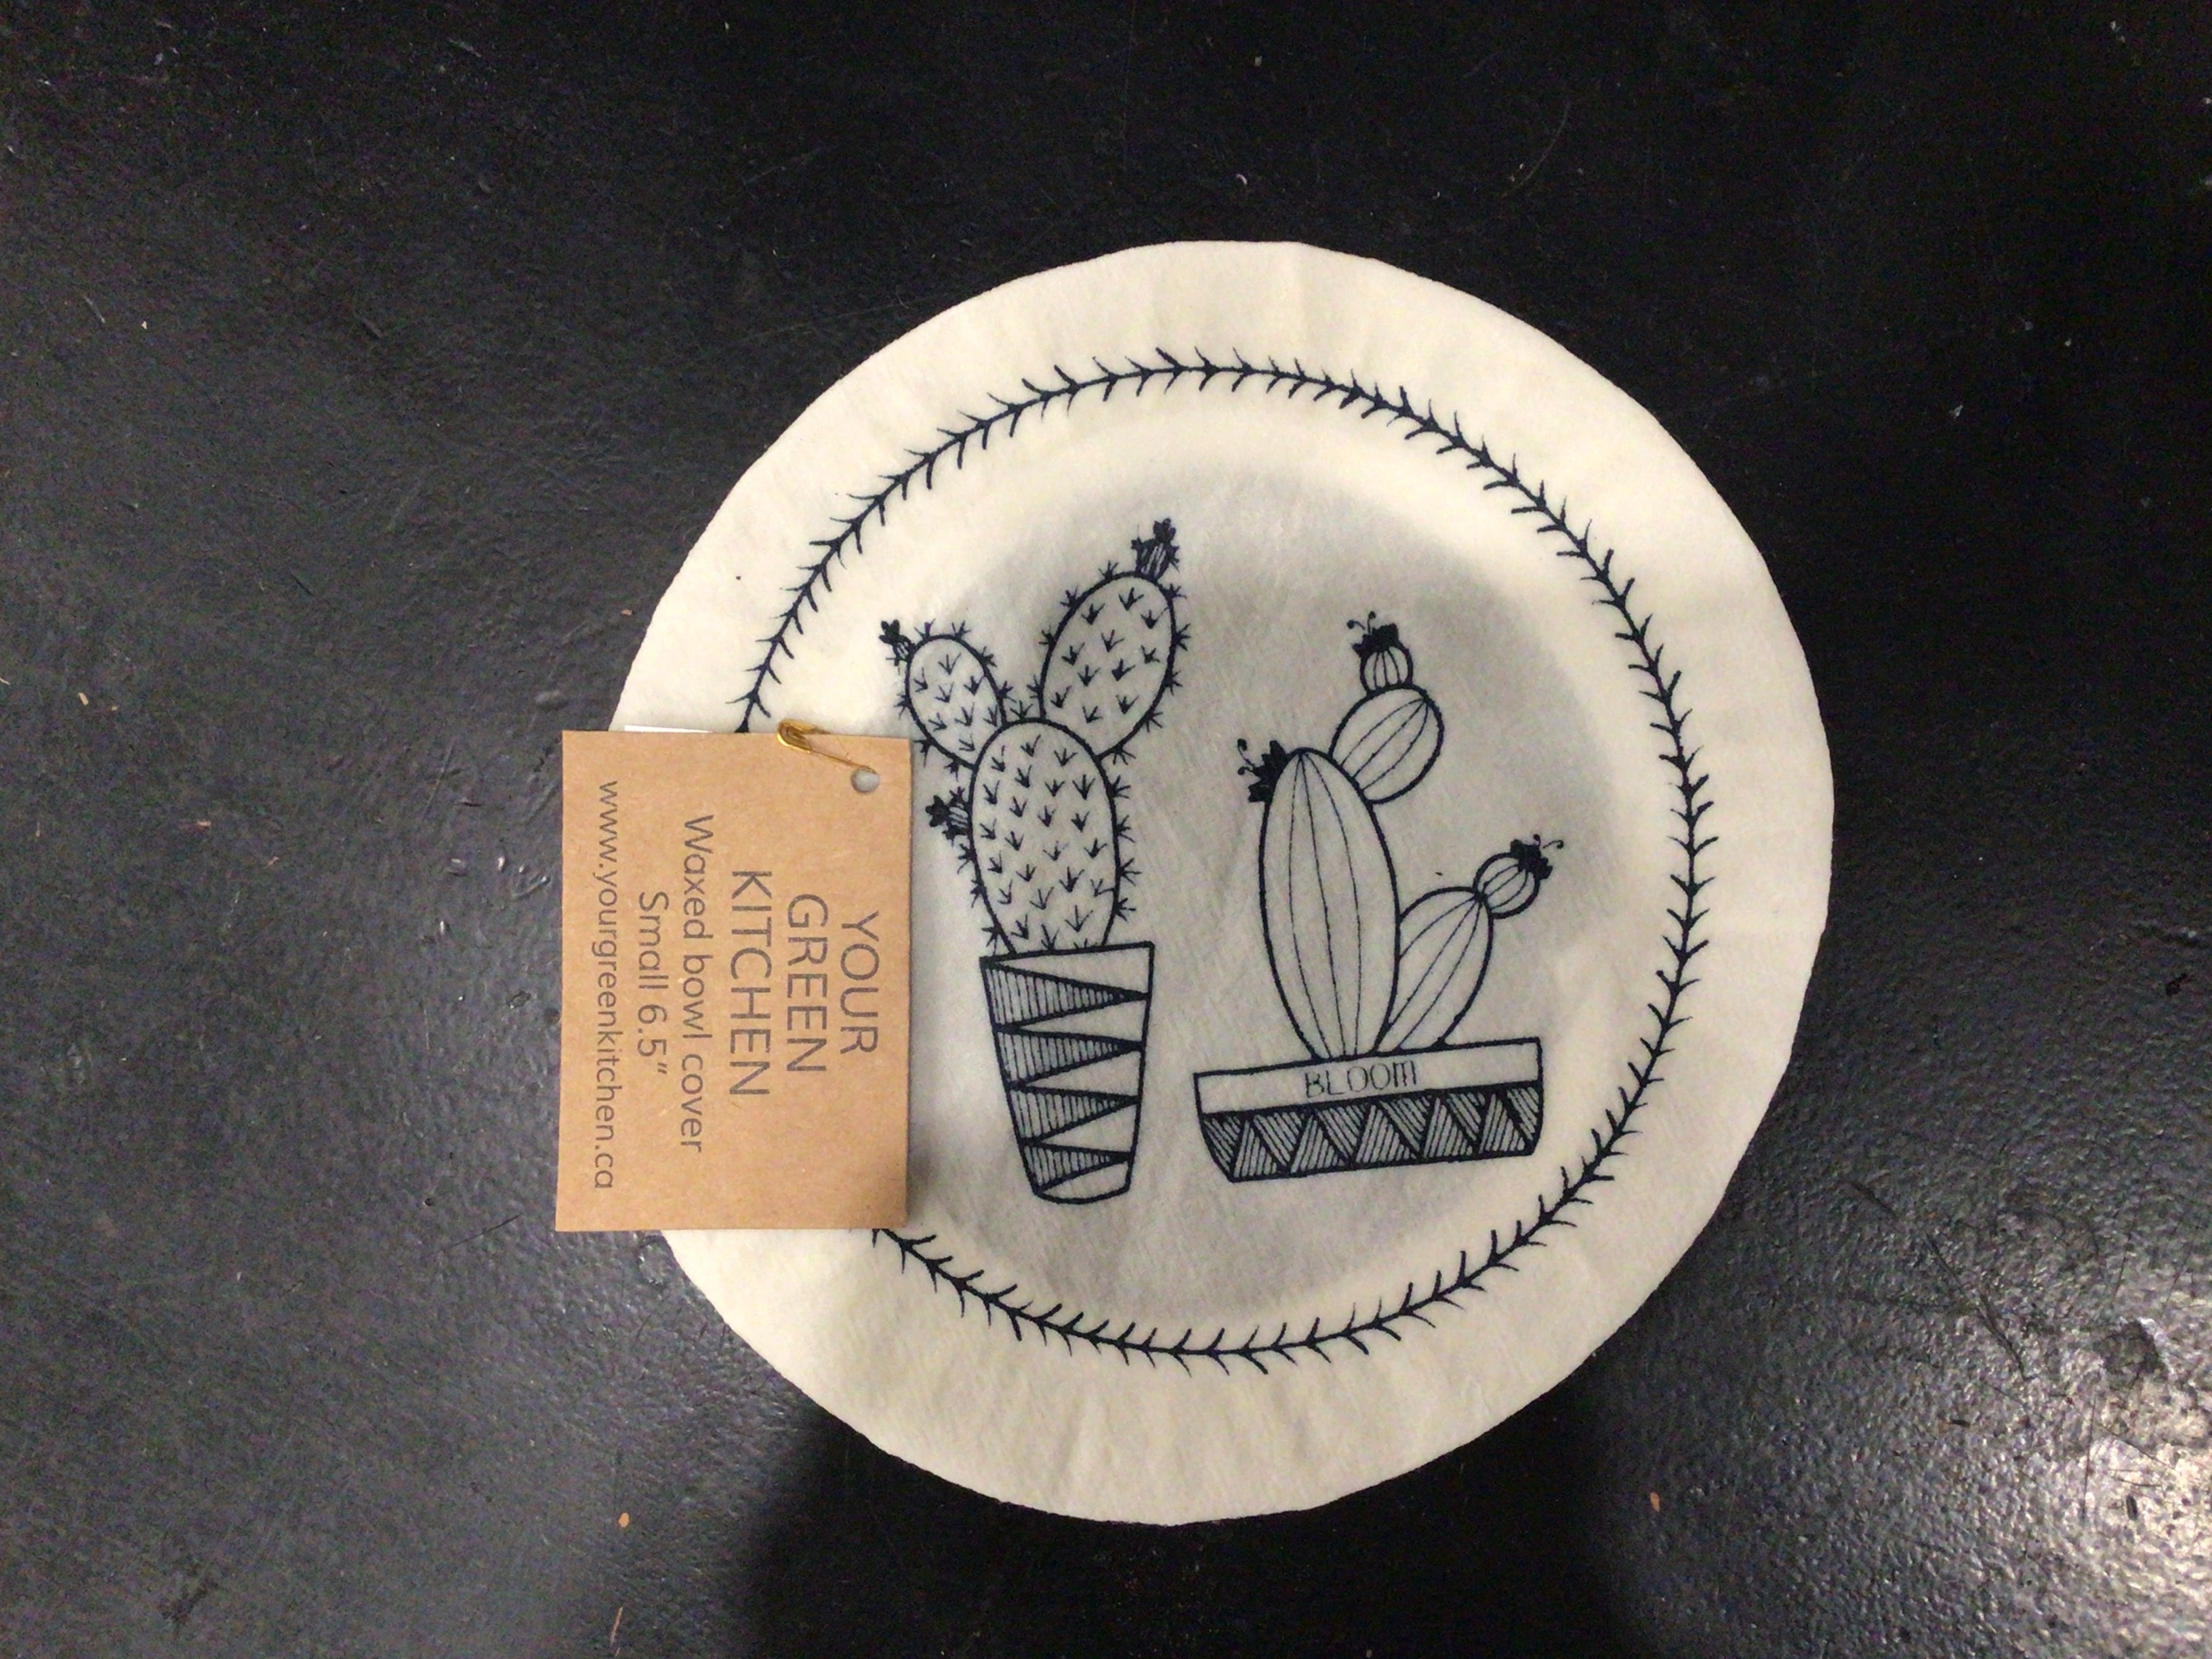 YOUR
GREEN
KITCHEN
Waxed bowl cover
Small 6.5"
www.yourgreenkitchen.ca
BLOOM